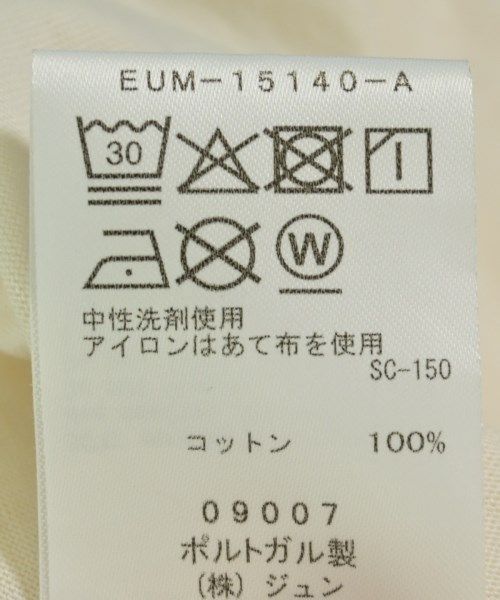 EUM-15140-A
30
W
中性洗剤使用
アイロンはあて布を使用
SC-150
コットン 100%
09007
ポルトガル製
(株)ジュン